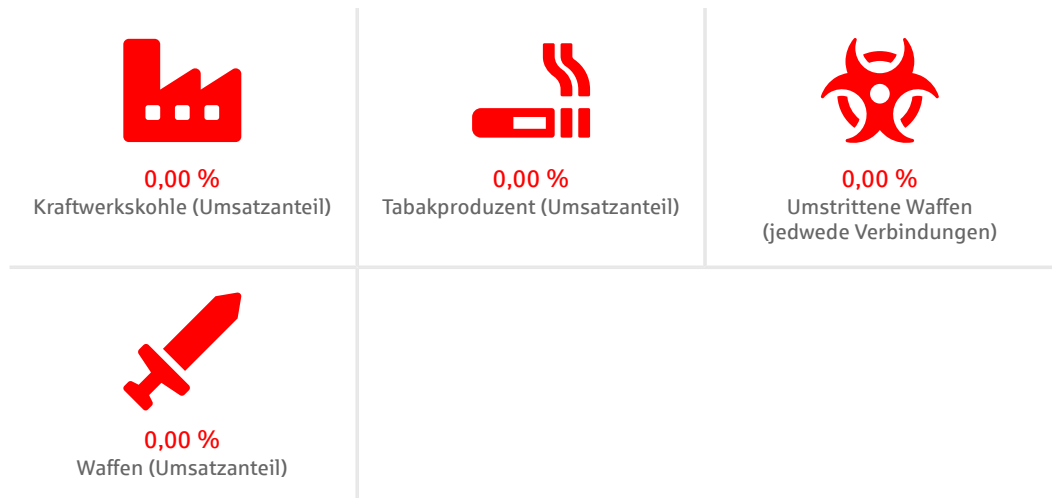 0,00 %
Kraftwerkskohle (Umsatzanteil)
0,00 %
Tabakproduzent (Umsatzanteil)
0,00 %
Umstrittene Waffen
(jedwede Verbindungen)
0,00 %
Waffen (Umsatzanteil)